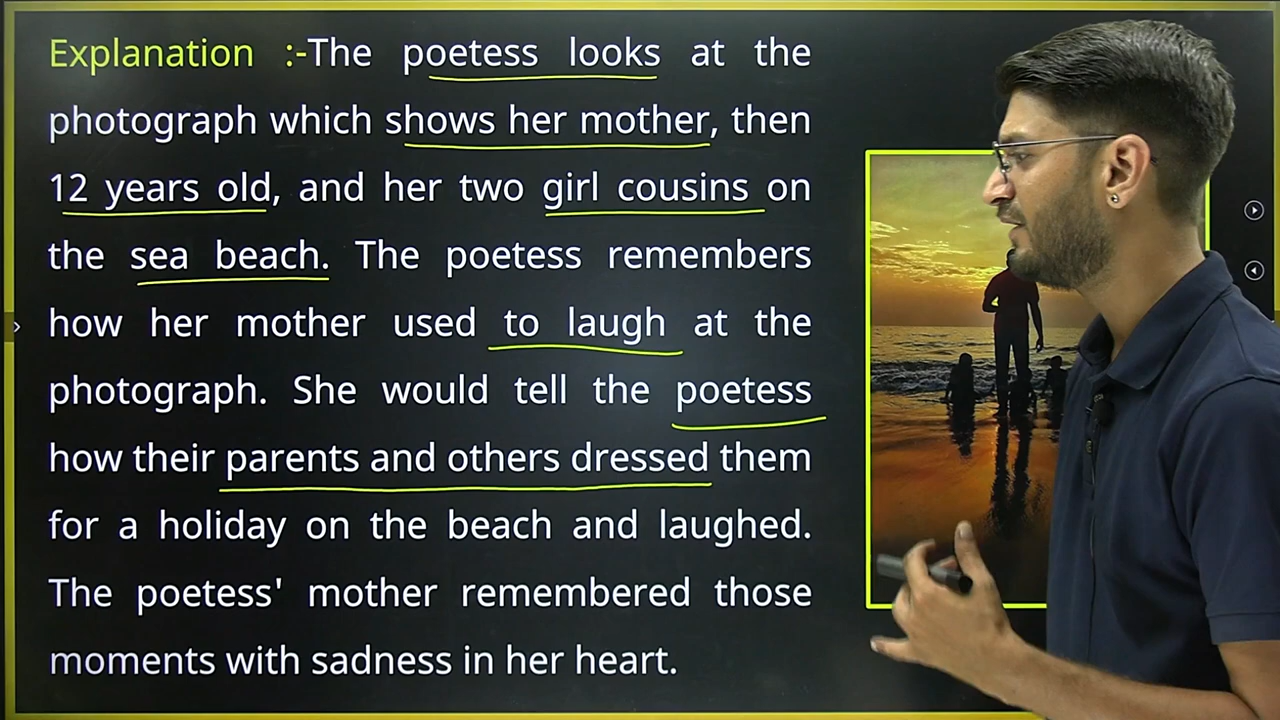 Explanation :-The poetess looks at the
photograph which shows her mother, then
12 years old, and her two girl cousins on
the sea beach. The poetess remembers
how her mother used to laugh at the
photograph. She would tell the poetess
how their parents and others dressed them
for a holiday on the beach and laughed.
The poetess' mother remembered those
moments with sadness in her heart.